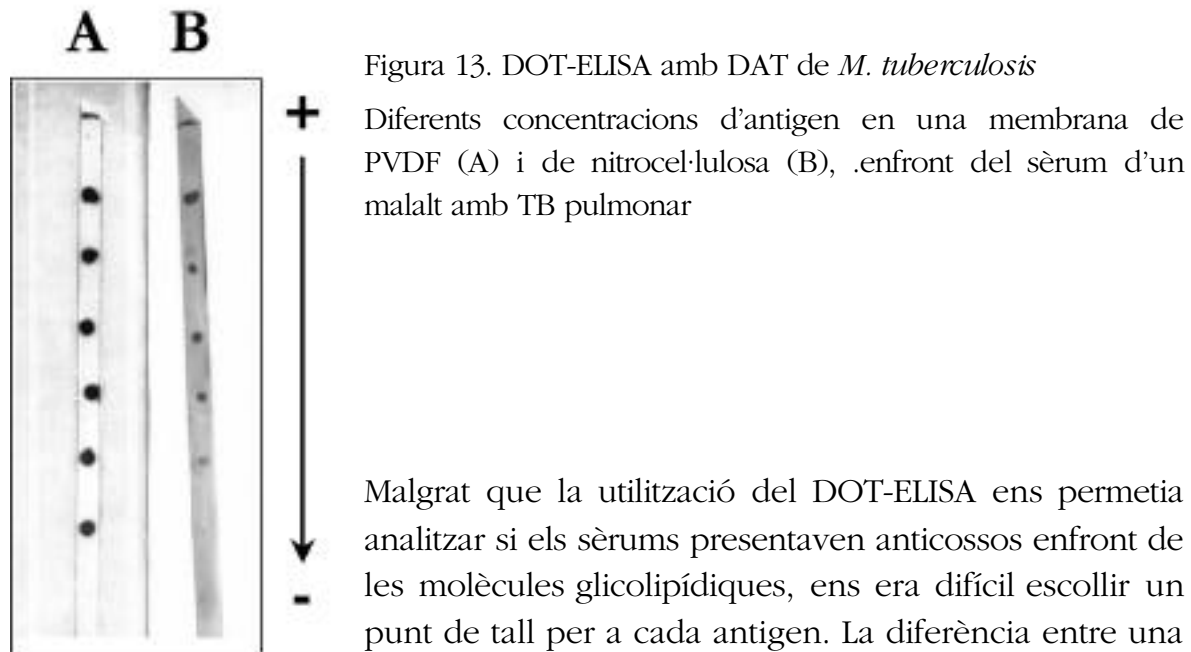 A B
+
-
Figura 13. DOT-ELISA amb DAT de M. tuberculosis
Diferents concentracions d'antigen en una membrana de
PVDF (A) i de nitrocel·lulosa (B), .enfront del sèrum d'un
malalt amb TB pulmonar
Malgrat que la utilització del DOT-ELISA ens permetia
analitzar si els sèrums presentaven anticossos enfront de
les molècules glicolipídiques, ens era difícil escollir un
punt de tall per a cada antigen. La diferència entre una